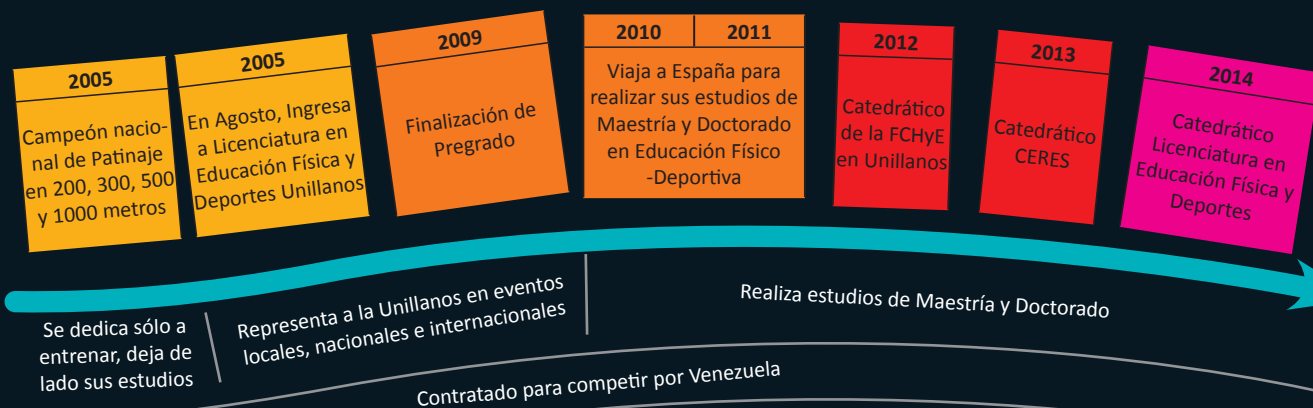 2005
Campeón nacio-
nal de Patinaje
en 200, 300, 500
y 1000 metros
2005
En Agosto, Ingresa
a Licenciatura en
Educación Física y
Deportes Unillanos
2009
Finalización de
Pregrado
2010 2011
Viaja a España para
realizar sus estudios de
Maestría y Doctorado
en Educación Físico
-Deportiva
2012
Catedrático
de la FCHyE
en Unillanos
2013
Catedrático
CERES
2014
Catedrático
Licenciatura en
Educación Física y
Deportes
Se dedica sólo a
entrenar, deja de
lado sus estudios
Representa a la Unillanos en eventos
locales, nacionales e internacionales
Realiza estudios de Maestría y Doctorado
Contratado para competir por Venezuela